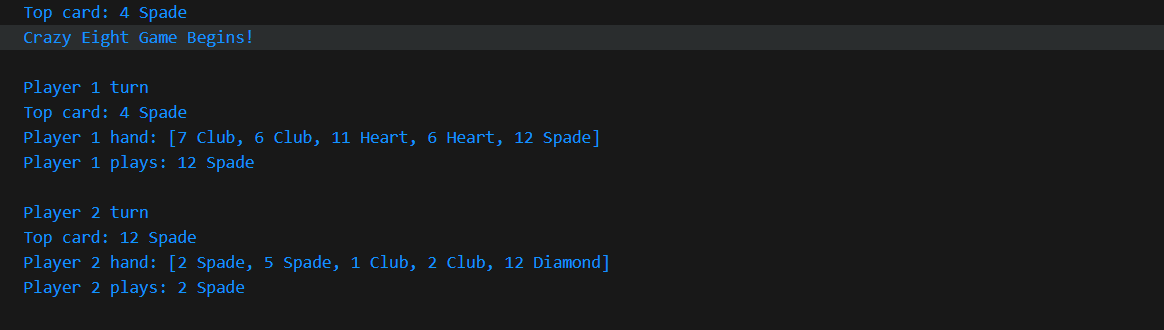 Top card: 4 Spade
Crazy Eight Game Begins!
Player 1 turn
Top card: 4 Spade
Player 1 hand: [7 Club, 6 Club, 11 Heart, 6 Heart, 12 Spade]
Player 1 plays: 12 Spade
Player 2 turn
Top card: 12 Spade
Player 2 hand: [2 Spade, 5 Spade, 1 Club, 2 Club, 12 Diamond]
Player 2 plays: 2 Spade